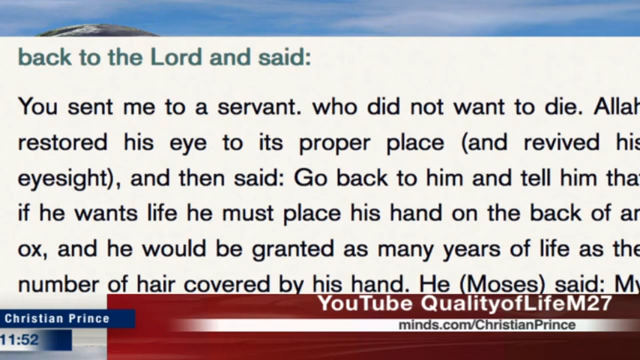 back to the Lord and said:
You sent me to a servant. who did not want to die. Allah
restored his eye to its proper place (and revived his
eyesight), and then said: Go back to him and tell him that
if he wants life he must place his hand on the back of an
ox, and he would be granted as many years of life as the
number of hair covered by his hand. He (Moses) said: My
YouTube QualityofLifeM27
Christian Prince
minds.com/ChristianPrince
11:52